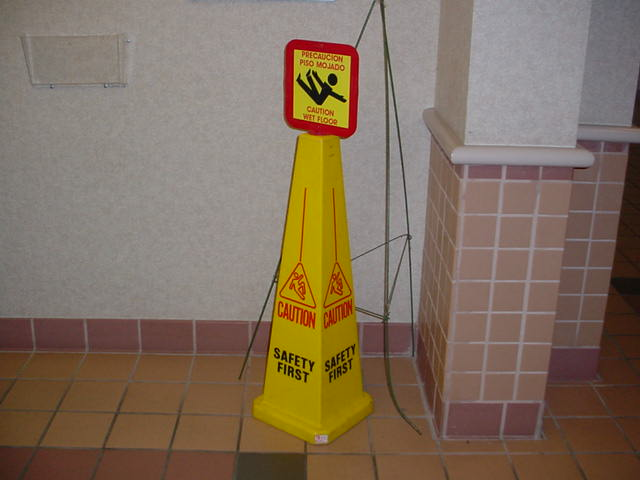 PRECAUCION
PISO MOJADO
CAUTION
WET FLOOR
CAUTION
CAUTION
SAFETY
FIRST
SAFETY
FIRST